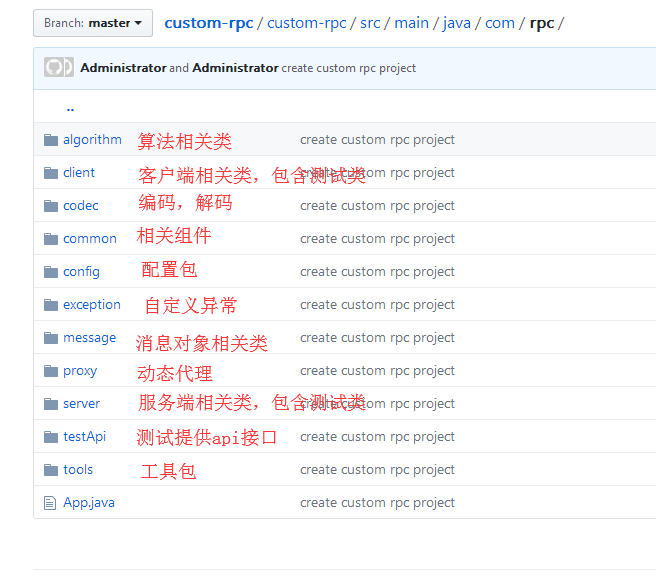 Branch: master custom-rpc / custom-rpc / src / main / java / com / rpc /
Administrator and Administrator create custom rpc project
..
algorithm 算法相关类 create custom rpc project
client 客户端相关类，包含测试类 create custom rpc project
codec 编码，解码 create custom rpc project
common 相关组件 create custom rpc project
config 配置包 create custom rpc project
exception 自定义异常 create custom rpc project
message 消息对象相关类 create custom rpc project
proxy 动态代理 create custom rpc project
server 服务端相关类，包含测试类 create custom rpc project
testApi 测试提供api接口 create custom rpc project
tools 工具包 create custom rpc project
App.java create custom rpc project